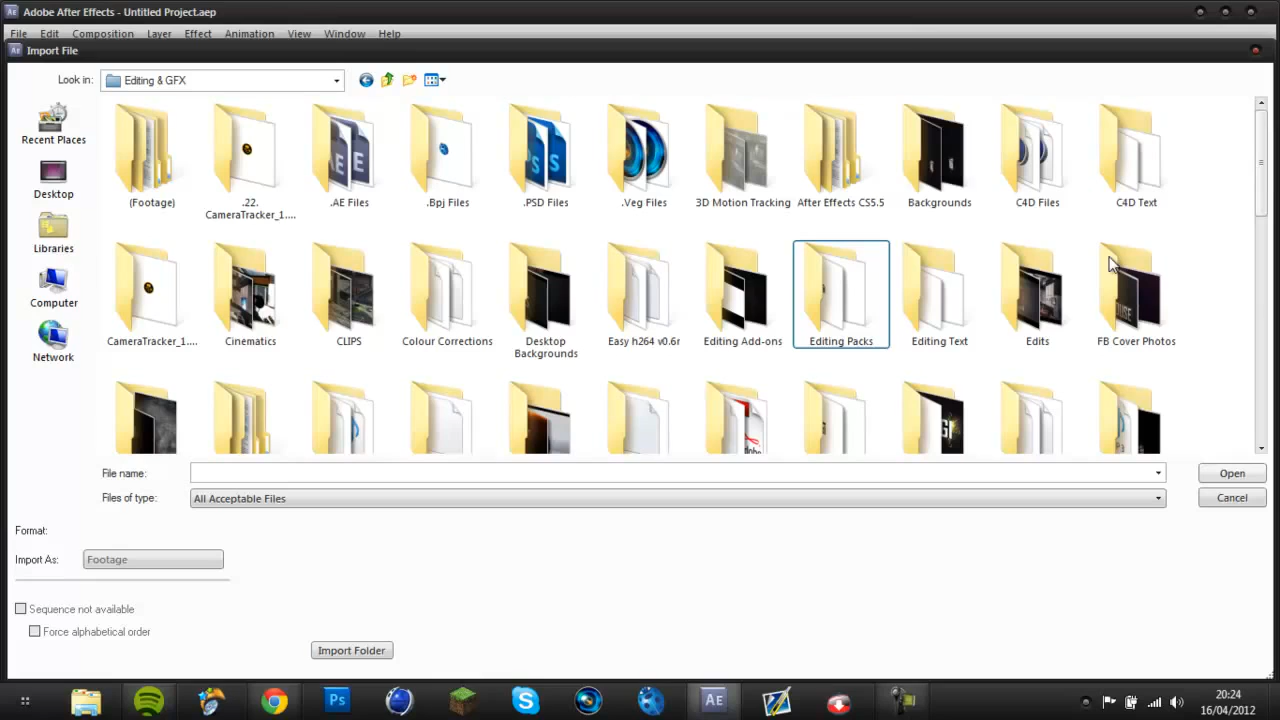 Adobe After Effects - Untitled Project.aep
File Edit Composition Layer Effect Animation View Window Help
Import File
Look in: Editing & GFX
Recent Places
Desktop
Libraries
Computer
Network
(Footage) .22. CameraTracker_1.... .AE Files .Bpj Files .PSD Files .Veg Files 3D Motion Tracking After Effects CS5.5 Backgrounds C4D Files C4D Text
CameraTracker_1.... Cinematics CLIPS Colour Corrections Desktop Backgrounds Easy h264 v0.6r Editing Add-ons Editing Packs Editing Text Edits FB Cover Photos
File name: Open
Files of type: All Acceptable Files Cancel
Format:
Import As: Footage
Sequence not available
Force alphabetical order
Import Folder
20:24
16/04/2012